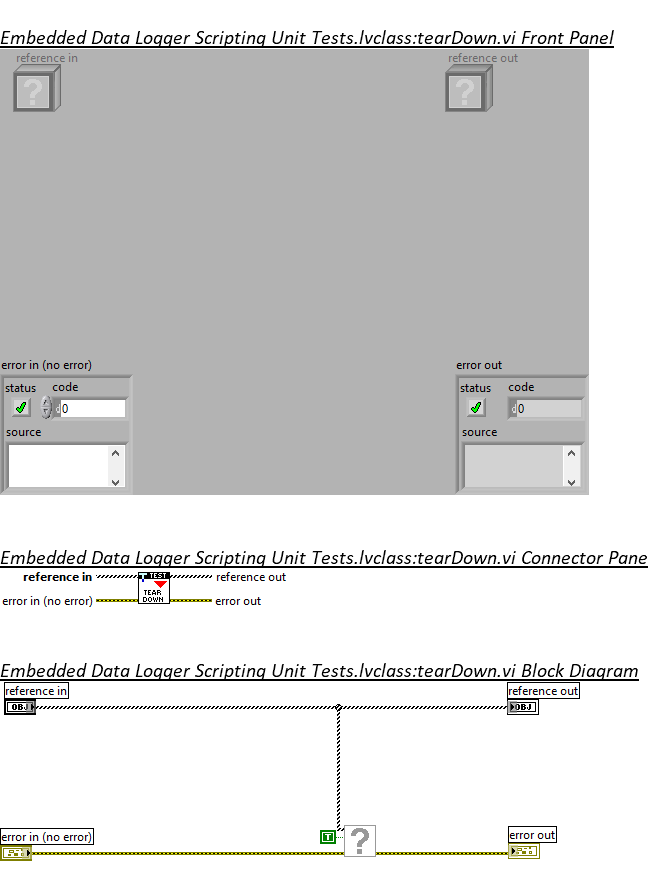 Embedded Data Logger Scripting Unit Tests.lvclass:tearDown.vi Front Panel
reference in
reference out
?
?
error in (no error)
error out
status
code
status
code
d
0
d
0
source
source
Embedded Data Logger Scripting Unit Tests.lvclass:tearDown.vi Connector Pane
reference in
TEST
reference out
TEAR
DOWN
error in (no error)
error out
Embedded Data Logger Scripting Unit Tests.lvclass:tearDown.vi Block Diagram
reference in
reference out
OBJ
OBJ
error in (no error)
T
?
error out